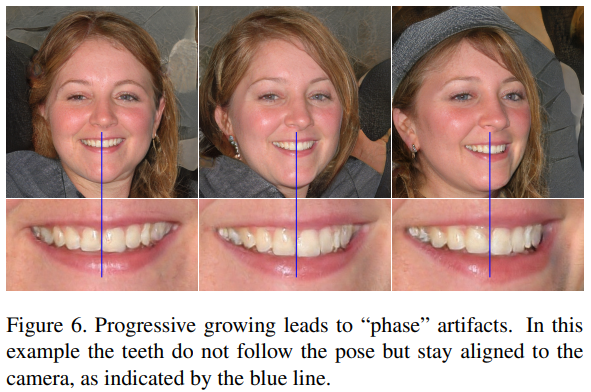 Figure 6. Progressive growing leads to “phase” artifacts. In this
example the teeth do not follow the pose but stay aligned to the
camera, as indicated by the blue line.